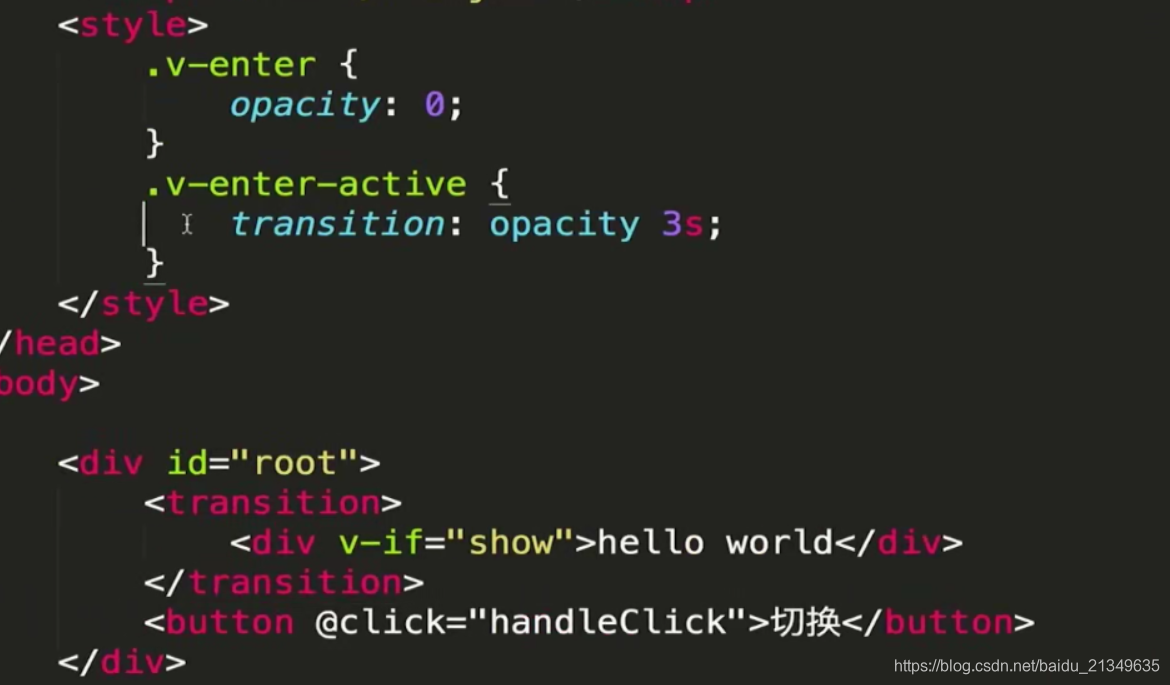 <style>
.v-enter {
opacity: 0;
}
.v-enter-active {
transition: opacity 3s;
}
</style>
/head>
body>
<div id="root">
<transition>
<div v-if="show">hello world</div>
</transition>
<button @click="handleClick">切换</button>
</div>
https://blog.csdn.net/baidu_21349635